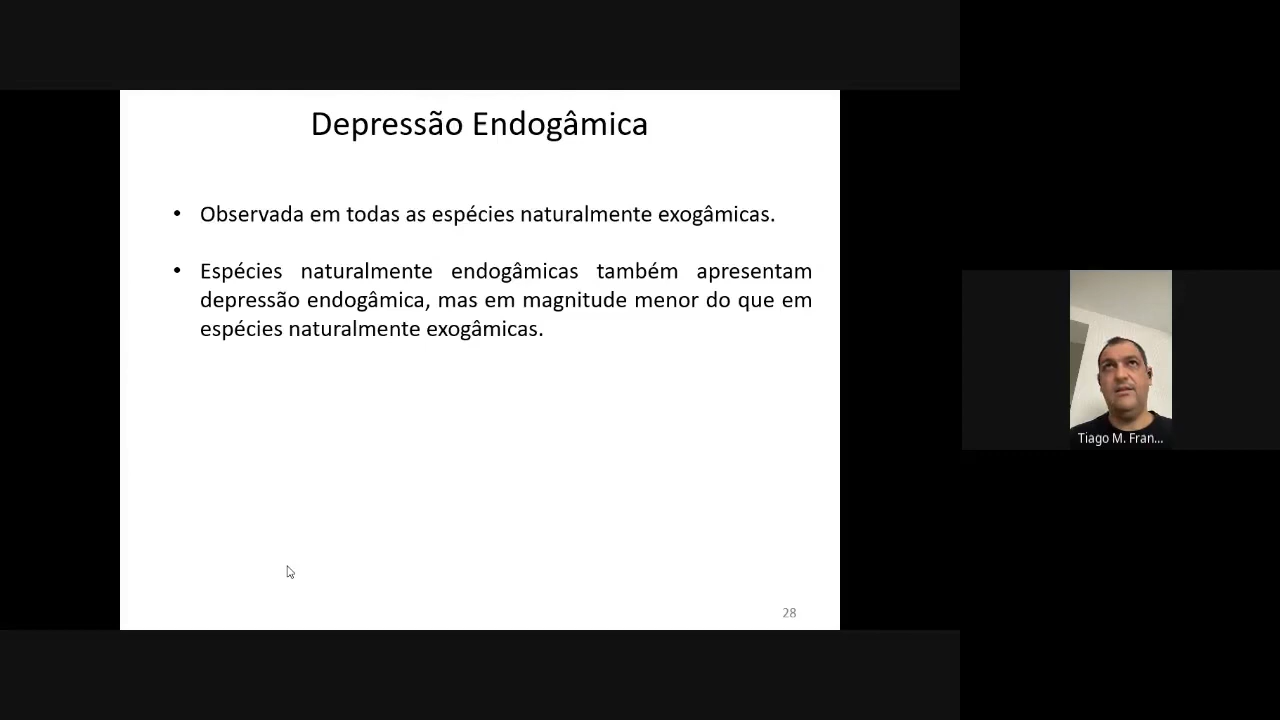 Depressão Endogâmica
• Observada em todas as espécies naturalmente exogâmicas.
• Espécies naturalmente endogâmicas também apresentam
depressão endogâmica, mas em magnitude menor do que em
espécies naturalmente exogâmicas.
Tiago M. Fran...
28